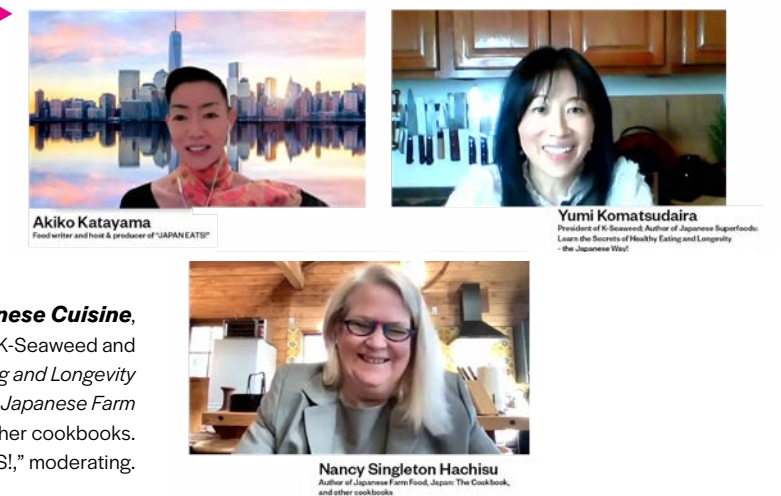 Akiko Katayama
Food writer and host & producer of "JAPAN EATS!"
Yumi Komatsudaira
President of K-Seaweed; Author of Japanese Superfoods:
Learn the Secrets of Healthy Eating and Longevity
- the Japanese Way!
nese Cuisine,
K-Seaweed and
g and Longevity
Japanese Farm
her cookbooks.
S!," moderating.
Nancy Singleton Hachisu
Author of Japanese Farm Food, Japan: The Cookbook,
and other cookbooks